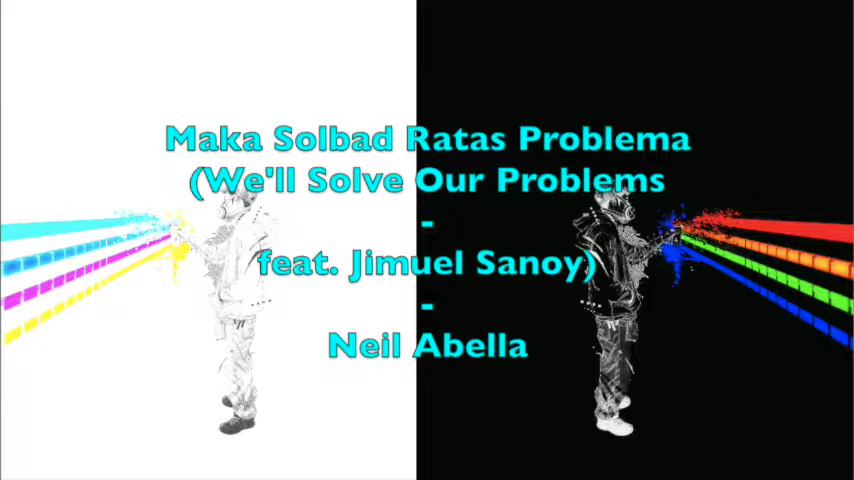 Maka Solbad Ratas Problema
(We'll Solve Our Problems
-
feat. Jimuel Sanoy)
-
Neil Abella